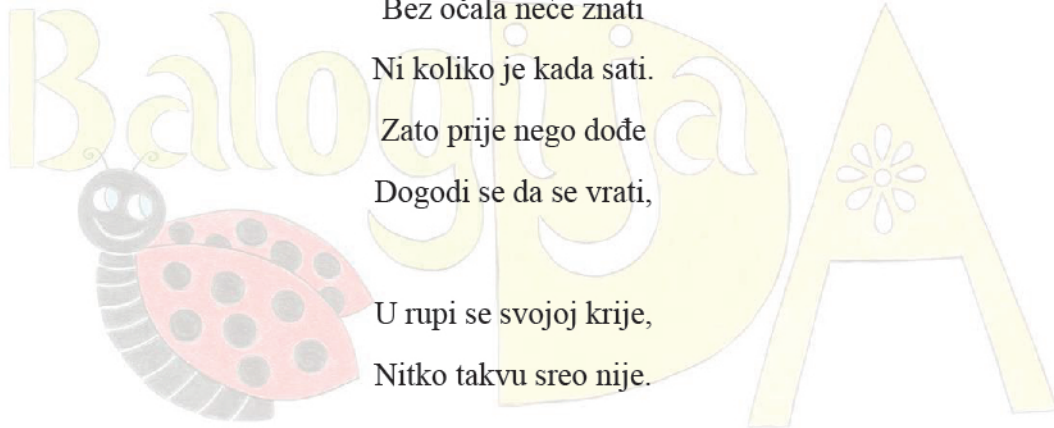 Bez očala neće znati
Ni koliko je kada sati.
Zato prije nego dođe
Dogodi se da se vrati,
U rupi se svojoj krije,
Nitko takvu sreo nije.
BalogijDA